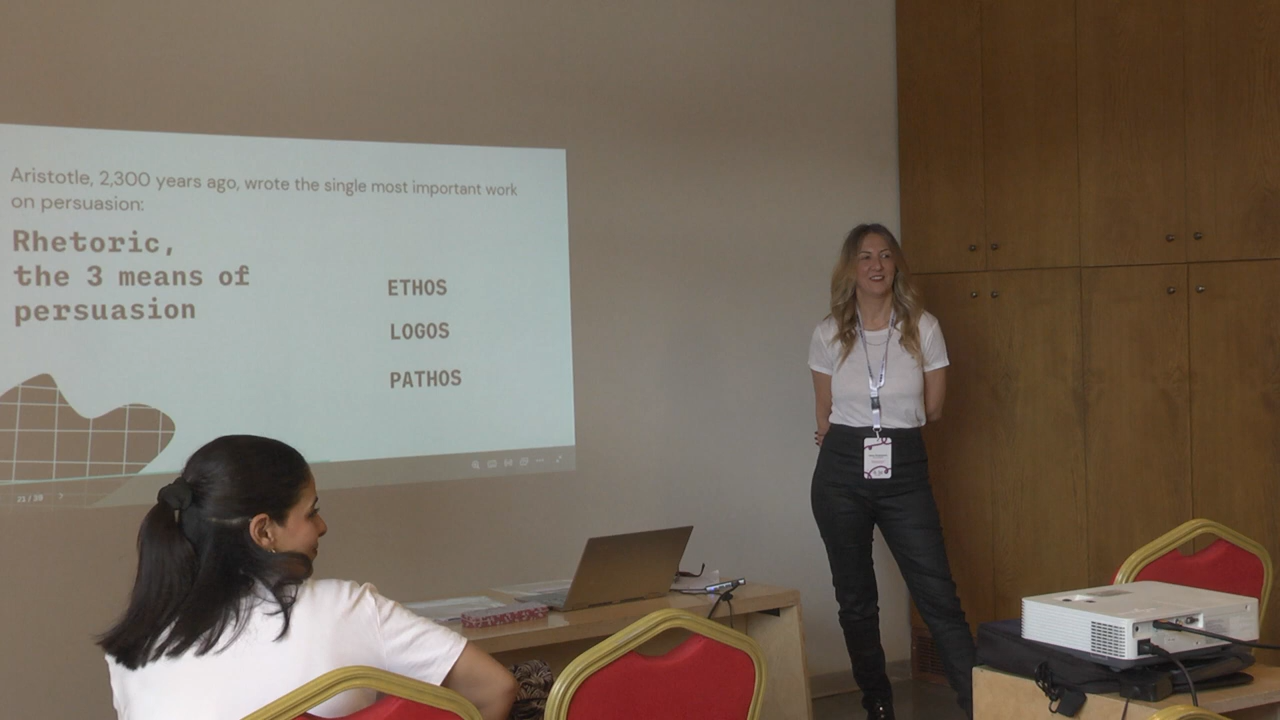 Aristotle, 2,300 years ago, wrote the single most important work
on persuasion:
Rhetoric,
the 3 means of
persuasion
ETHOS
LOGOS
PATHOS